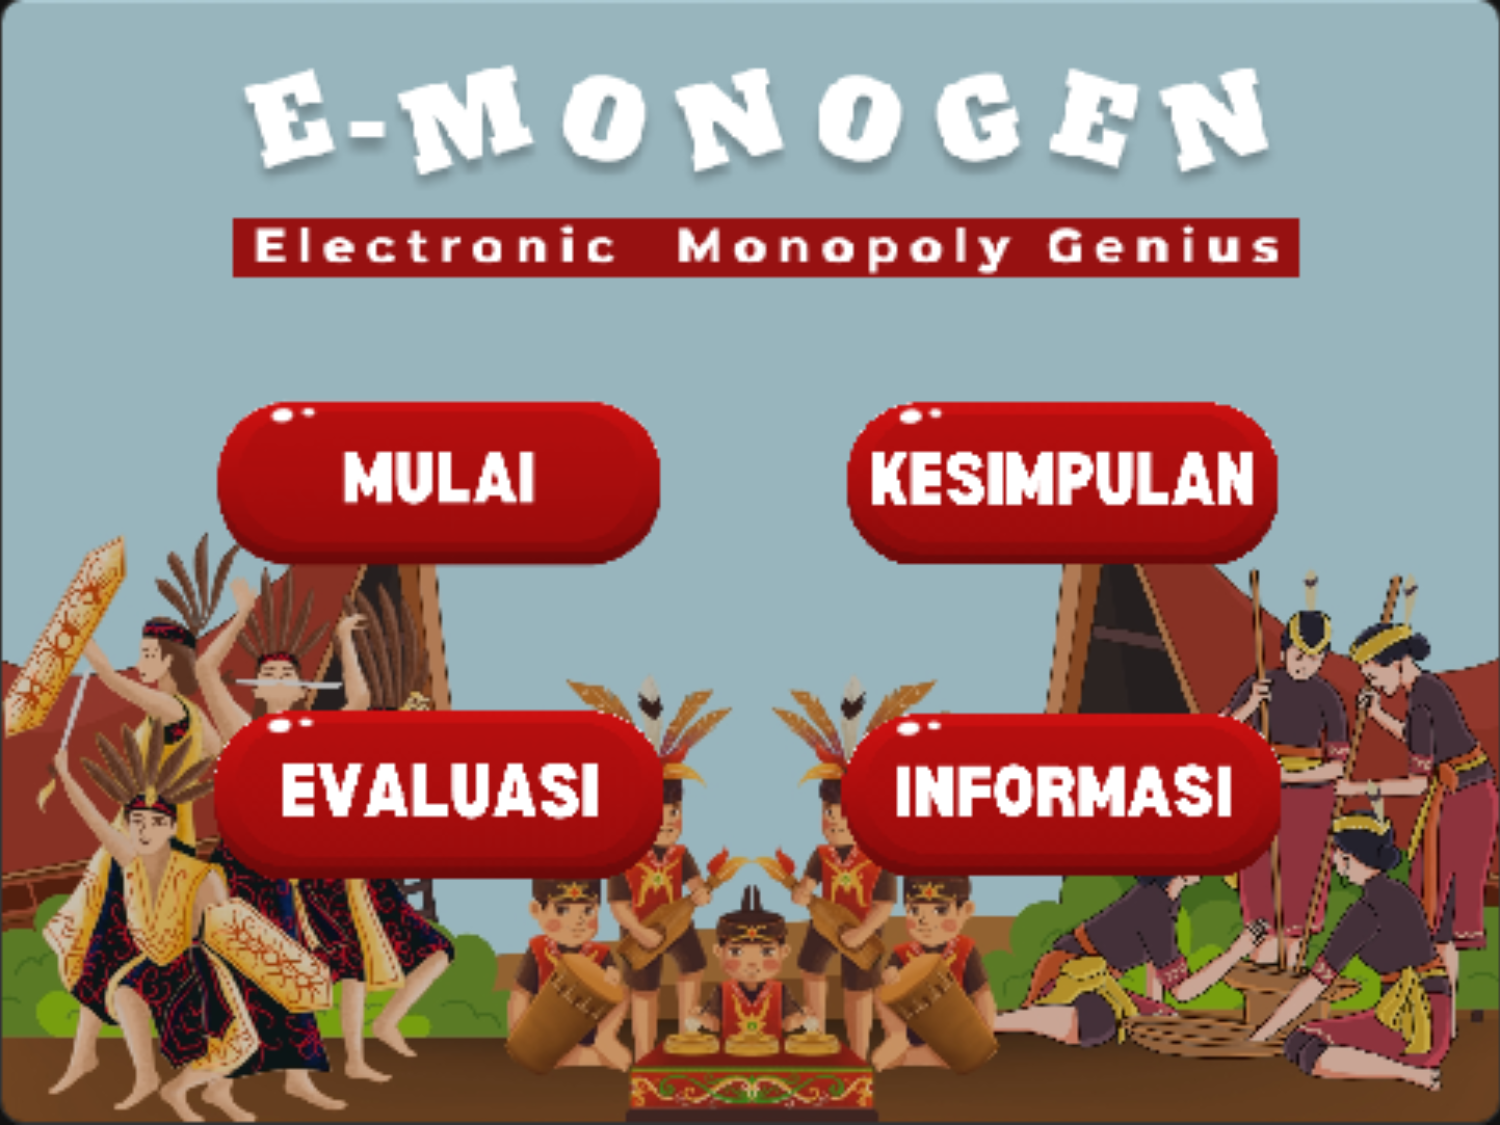 E-MONOGEN
Electronic Monopoly Genius
MULAI
KESIMPULAN
EVALUASI
INFORMASI